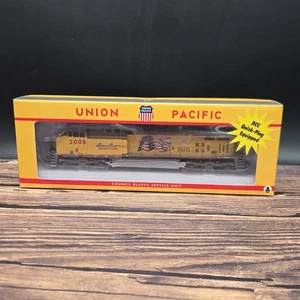 UNION PACIFIC
DCC
Quick-Plug
Equipped
2008
COUNCIL BLUFFS SERVICE UNIT